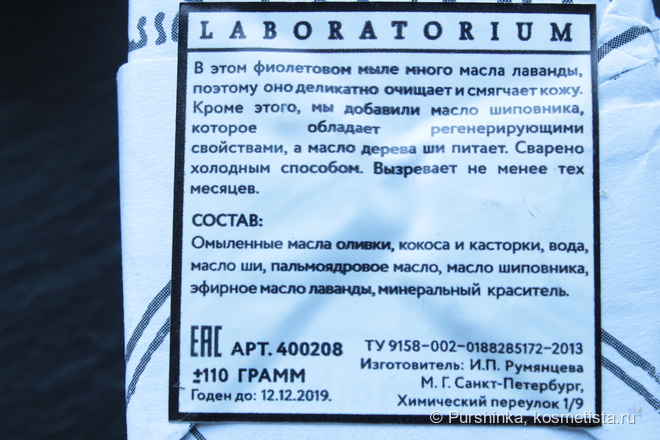 LABORATORIUM
В этом фиолетовом мыле много масла лаванды,
поэтому оно деликатно очищает и смягчает кожу.
Кроме этого, мы добавили масло шиповника,
которое обладает регенерирующими
свойствами, а масло дерева ши питает. Сварено
холодным способом. Вызревает не менее тех
месяцев.
СОСТАВ:
Омыленные масла оливки, кокоса и касторки, вода,
масло ши, пальмоядровое масло, масло шиповника,
эфирное масло лаванды, минеральный краситель.
EAC АРТ. 400208
±110 ГРАММ
Годен до: 12.12.2019.
ТУ 9158-002-0188285172-2013
Изготовитель: И.П. Румянцева
М. Г. Санкт-Петербург,
Химический переулок 1/9
© Purshinka, kosmetista.ru